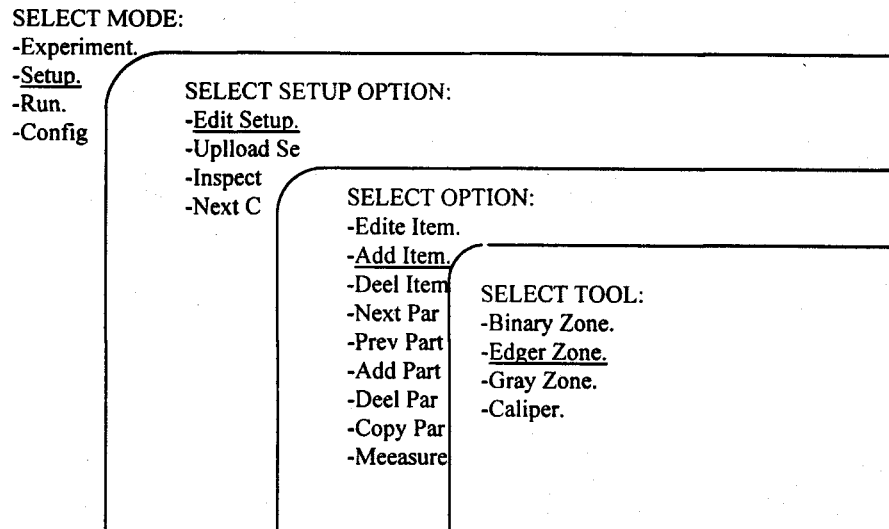 SELECT MODE:
-Experiment.
-Setup.
-Run.
-Config
SELECT SETUP OPTION:
-Edit Setup.
-Uplload Se
-Inspect
-Next C
SELECT OPTION:
-Edite Item.
-Add Item.
-Deel Item
-Next Par
-Prev Part
-Add Part
-Deel Par
-Copy Par
-Meeasure
SELECT TOOL:
-Binary Zone.
-Edger Zone.
-Gray Zone.
-Caliper.